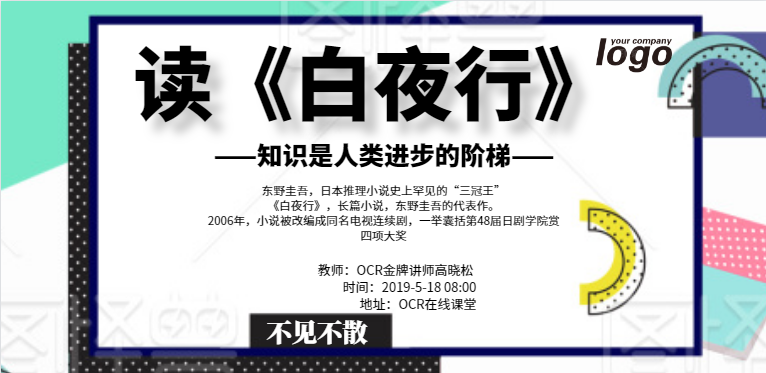 your company
logo
读《白夜行》
——知识是人类进步的阶梯——
东野圭吾，日本推理小说史上罕见的“三冠王”
《白夜行》，长篇小说，东野圭吾的代表作。
2006年，小说被改编成同名电视连续剧，一举囊括第48届日剧学院赏
四项大奖
教师：OCR金牌讲师高晓松
时间：2019-5-18 08:00
地址：OCR在线课堂
不见不散